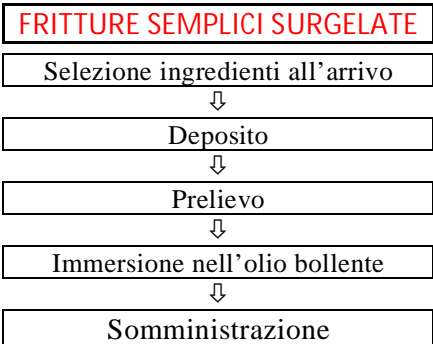 FRITTURE SEMPLICI SURGELATE
Selezione ingredienti all’arrivo
⇩
Deposito
⇩
Prelievo
⇩
Immersione nell’olio bollente
⇩
Somministrazione